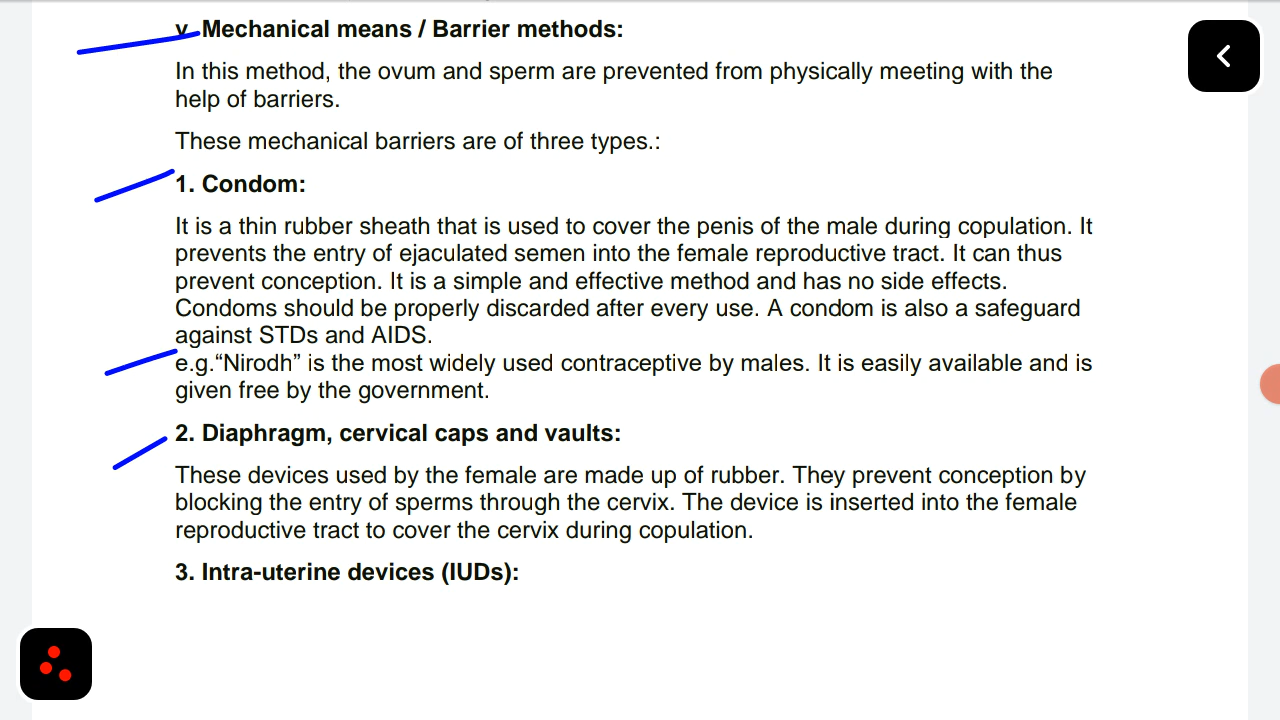 v. Mechanical means / Barrier methods:
In this method, the ovum and sperm are prevented from physically meeting with the
help of barriers.
These mechanical barriers are of three types.:
1. Condom:
It is a thin rubber sheath that is used to cover the penis of the male during copulation. It
prevents the entry of ejaculated semen into the female reproductive tract. It can thus
prevent conception. It is a simple and effective method and has no side effects.
Condoms should be properly discarded after every use. A condom is also a safeguard
against STDs and AIDS.
e.g.“Nirodh” is the most widely used contraceptive by males. It is easily available and is
given free by the government.
2. Diaphragm, cervical caps and vaults:
These devices used by the female are made up of rubber. They prevent conception by
blocking the entry of sperms through the cervix. The device is inserted into the female
reproductive tract to cover the cervix during copulation.
3. Intra-uterine devices (IUDs):